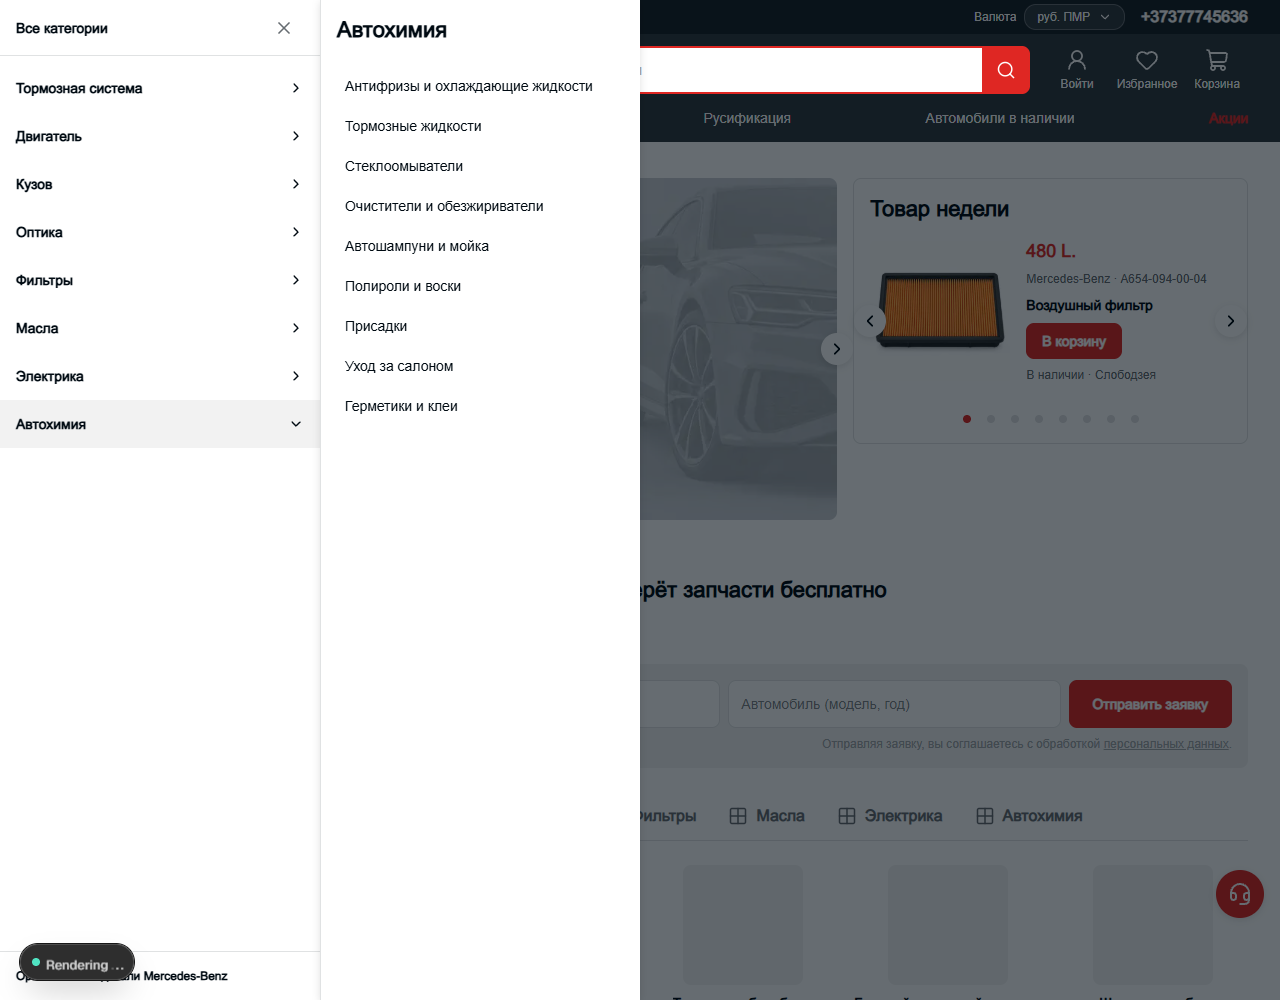 Все категории
Тормозная система
Двигатель
Кузов
Оптика
Фильтры
Масла
Электрика
Автохимия
Mercedes-Benz
Rendering ...
Автохимия
Антифризы и охлаждающие жидкости
Тормозные жидкости
Стеклоомыватели
Очистители и обезжириватели
Автошампуни и мойка
Полироли и воски
Присадки
Уход за салоном
Герметики и клеи
Валюта руб. ПМР +37377745636
Войти Избранное Корзина
Русификация Автомобили в наличии Акции
Товар недели
480 L.
Mercedes-Benz · A654-094-00-04
Воздушный фильтр
В корзину
В наличии · Слободзея
запчасти бесплатно
Автомобиль (модель, год) Отправить заявку
Отправляя заявку, вы соглашаетесь с обработкой персональных данных.
Масла Электрика Автохимия